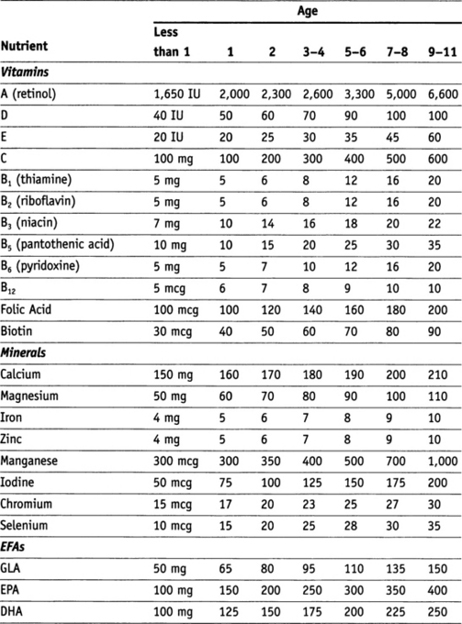 Age
Less
Nutrient than 1 1 2 3–4 5–6 7–8 9–11
Vitamins
A (retinol) 1,650 IU 2,000 2,300 2,600 3,300 5,000 6,600
D 40 IU 50 60 70 90 100 100
E 20 IU 20 25 30 35 45 60
C 100 mg 100 200 300 400 500 600
B₁ (thiamine) 5 mg 5 6 8 12 16 20
B₂ (riboflavin) 5 mg 5 6 8 12 16 20
B₃ (niacin) 7 mg 10 14 16 18 20 22
B₅ (pantothenic acid) 10 mg 10 15 20 25 30 35
B₆ (pyridoxine) 5 mg 5 7 10 12 16 20
B₁₂ 5 mcg 6 7 8 9 10 10
Folic Acid 100 mcg 100 120 140 160 180 200
Biotin 30 mcg 40 50 60 70 80 90
Minerals
Calcium 150 mg 160 170 180 190 200 210
Magnesium 50 mg 60 70 80 90 100 110
Iron 4 mg 5 6 7 8 9 10
Zinc 4 mg 5 6 7 8 9 10
Manganese 300 mcg 300 350 400 500 700 1,000
Iodine 50 mcg 75 100 125 150 175 200
Chromium 15 mcg 17 20 23 25 27 30
Selenium 10 mcg 15 20 25 28 30 35
EFAs
GLA 50 mg 65 80 95 110 135 150
EPA 100 mg 150 200 250 300 350 400
DHA 100 mg 125 150 175 200 225 250